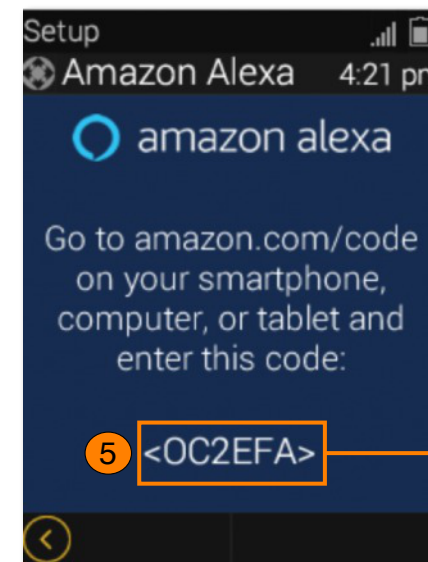 Setup
Amazon Alexa 4:21 pm
amazon alexa
Go to amazon.com/code
on your smartphone,
computer, or tablet and
enter this code:
5 <OC2EFA>